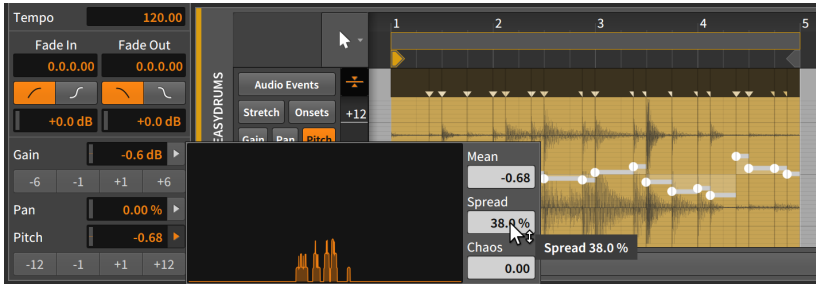 Tempo 120.00
Fade In Fade Out
0.0.0.00 0.0.0.00
+0.0 dB +0.0 dB
Gain -0.6 dB
-6 -1 +1 +6
Pan 0.00 %
Pitch -0.68
-12 -1 +1 +12
EASYDRUMS
1 2 3 4 5
Audio Events
Stretch Onsets
+12
Gain Pan Pitch
Mean
-0.68
Spread
38.0 %
Spread 38.0 %
Chaos
0.00